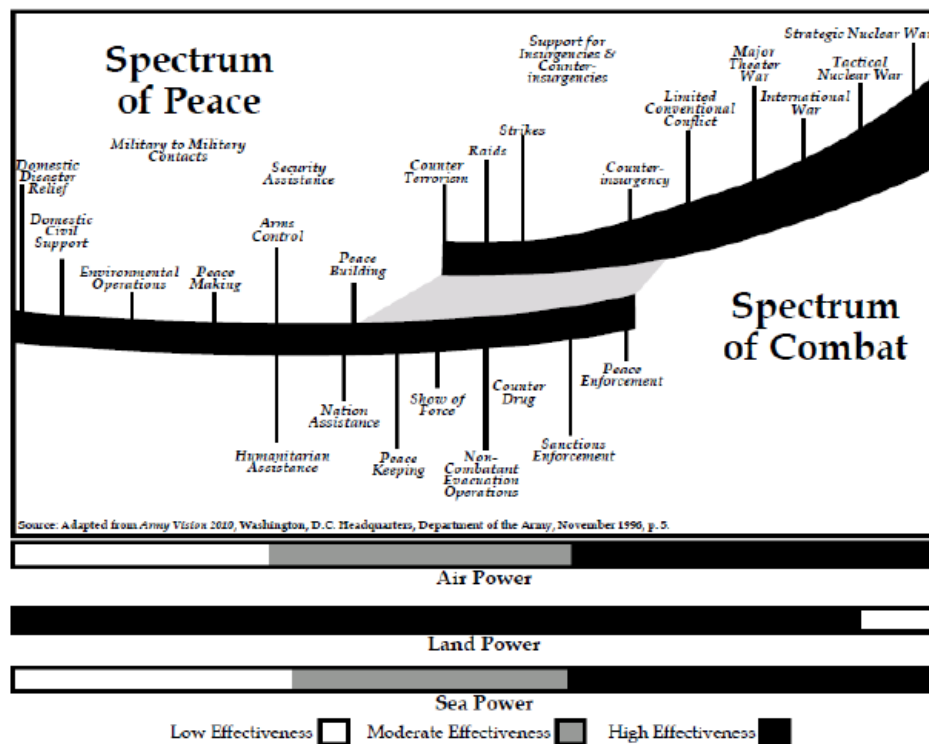 Spectrum
of Peace
Military to Military
Contacts
Domestic
Disaster
Relief
Security
Assistance
Domestic
Civil
Support
Arms
Control
Environmental
Operations
Peace
Making
Peace
Building
Support for
Insurgencies &
Counter-
insurgencies
Counter
Terrorism
Raids
Strikes
Counter-
insurgency
Limited
Conventional
Conflict
Major
Theater
War
International
War
Tactical
Nuclear War
Strategic Nuclear War
Spectrum
of Combat
Humanitarian
Assistance
Nation
Assistance
Peace
Keeping
Show of
Force
Counter
Drug
Non-
Combatant
Evacuation
Operations
Sanctions
Enforcement
Peace
Enforcement
Source: Adapted from Army Vision 2010, Washington, D.C. Headquarters, Department of the Army, November 1996, p. 5.
Air Power
Land Power
Sea Power
Low Effectiveness
Moderate Effectiveness
High Effectiveness